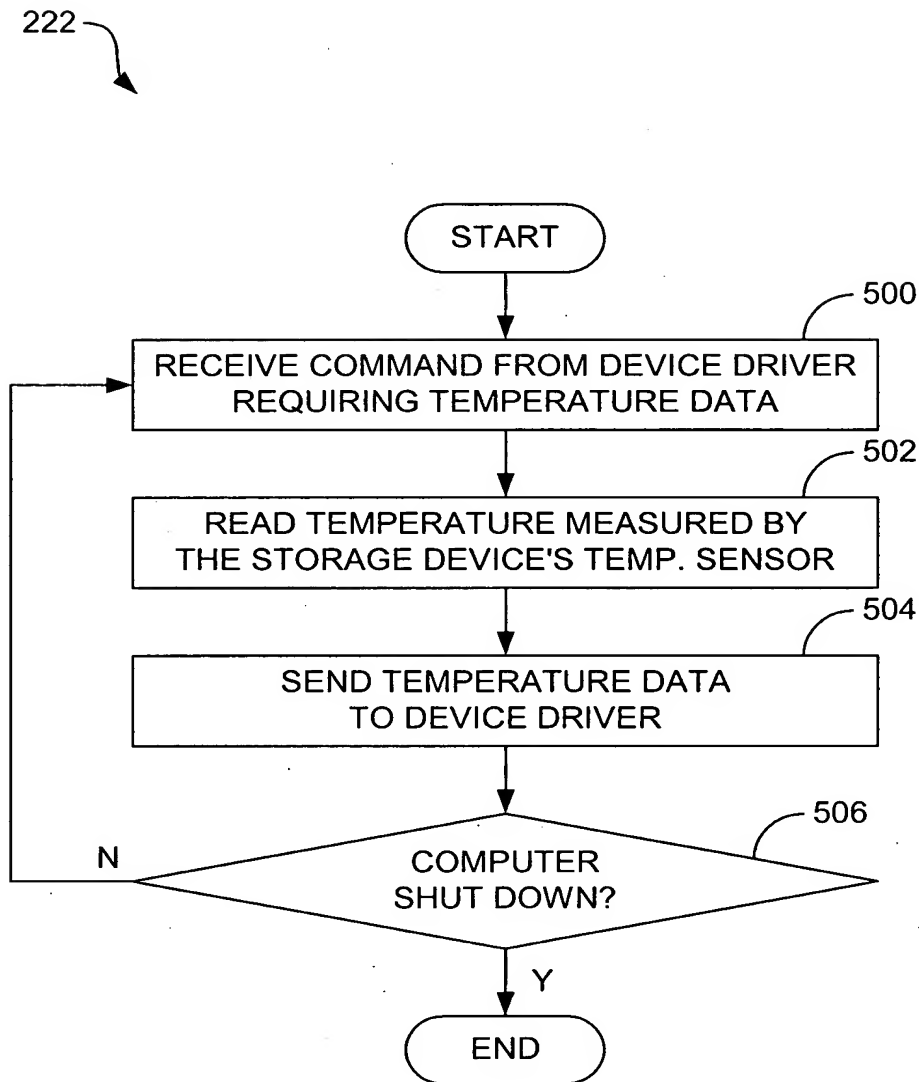 222
START
500
RECEIVE COMMAND FROM DEVICE DRIVER
REQUIRING TEMPERATURE DATA
502
READ TEMPERATURE MEASURED BY
THE STORAGE DEVICE'S TEMP. SENSOR
504
SEND TEMPERATURE DATA
TO DEVICE DRIVER
506
N
COMPUTER
SHUT DOWN?
Y
END